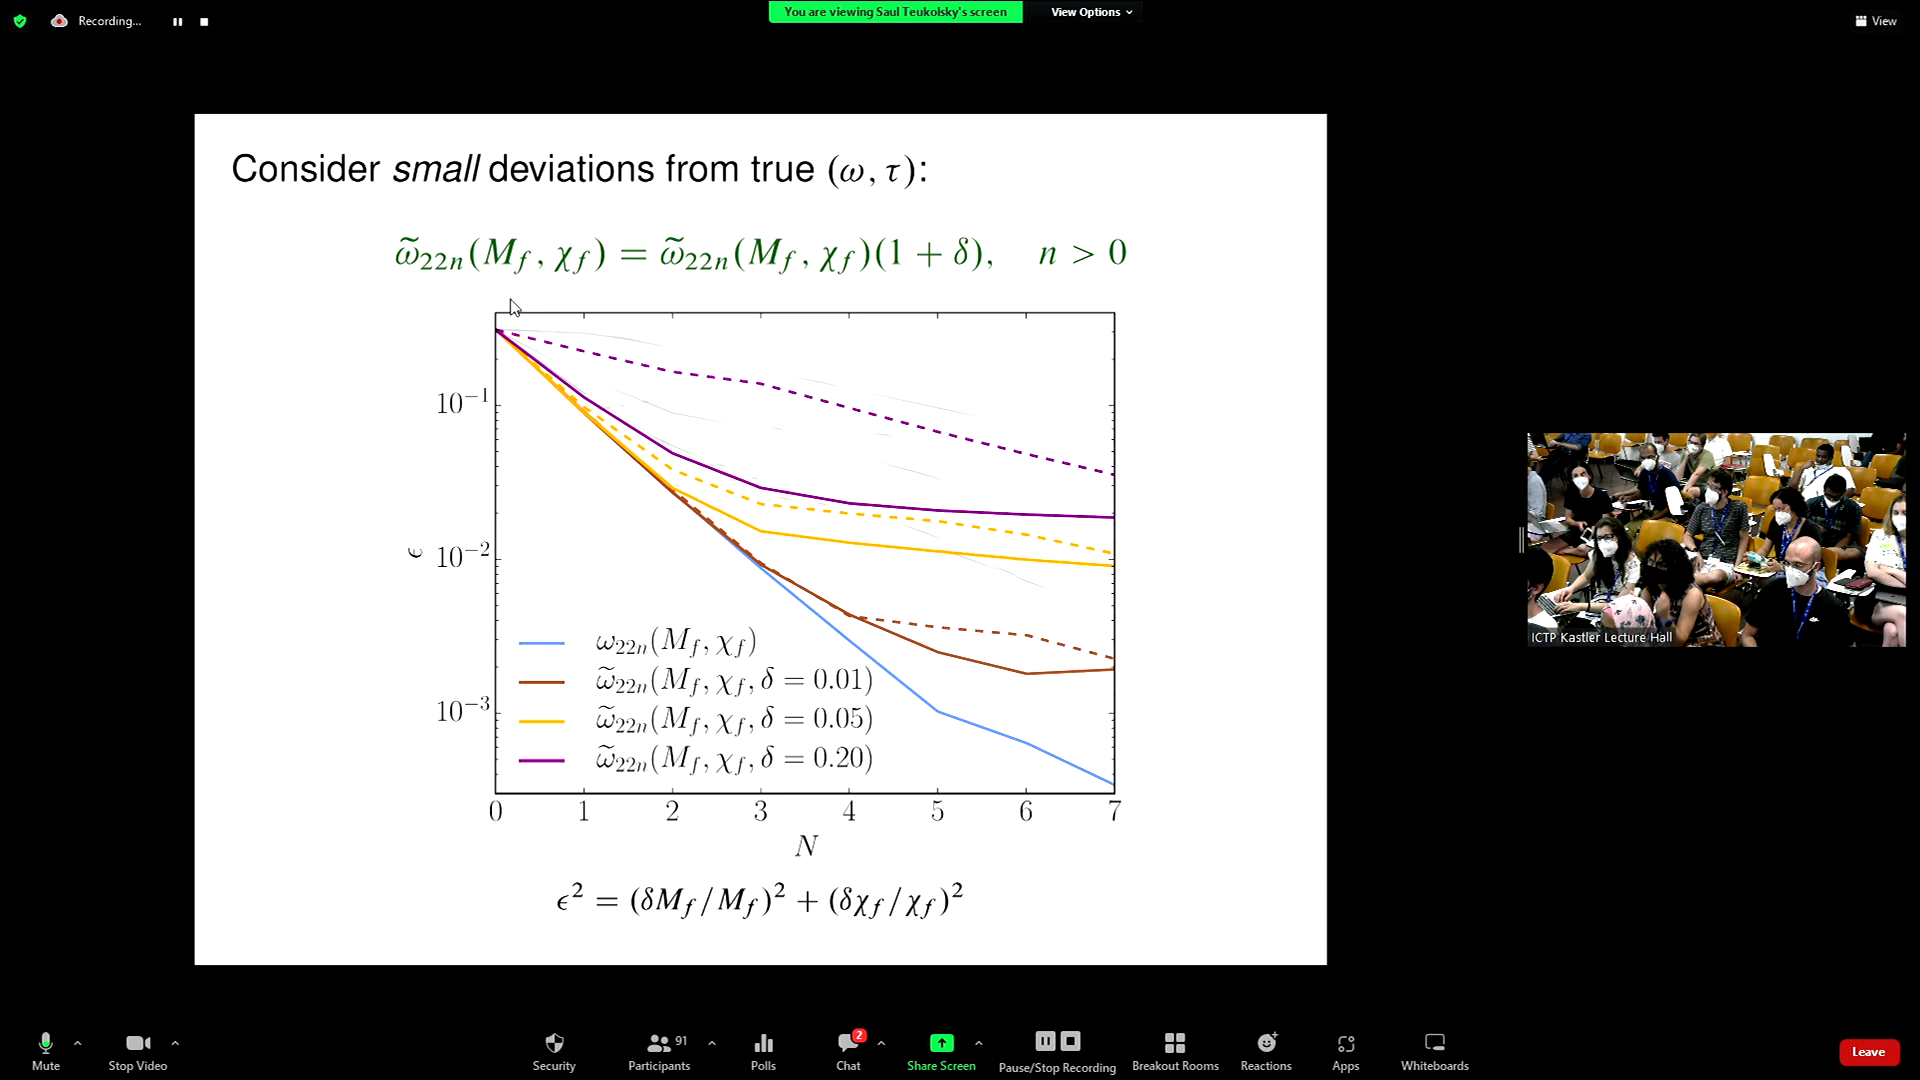 Recording...
You are viewing Saul Teukolsky's screen
View Options
View
Consider small deviations from true (ω, τ):
ω̃₂₂ₙ(M_f, χ_f) = ω̃₂₂ₙ(M_f, χ_f)(1 + δ), n > 0
10⁻¹
10⁻²
ϵ
ω₂₂ₙ(M_f, χ_f)
ω̃₂₂ₙ(M_f, χ_f, δ = 0.01)
10⁻³
ω̃₂₂ₙ(M_f, χ_f, δ = 0.05)
ω̃₂₂ₙ(M_f, χ_f, δ = 0.20)
0 1 2 3 4 5 6 7
N
ϵ² = (δM_f/M_f)² + (δχ_f/χ_f)²
ICTP Kastler Lecture Hall
Mute
Stop Video
Security
91
Participants
Polls
2
Chat
Share Screen
Pause/Stop Recording
Breakout Rooms
Reactions
Apps
Whiteboards
Leave